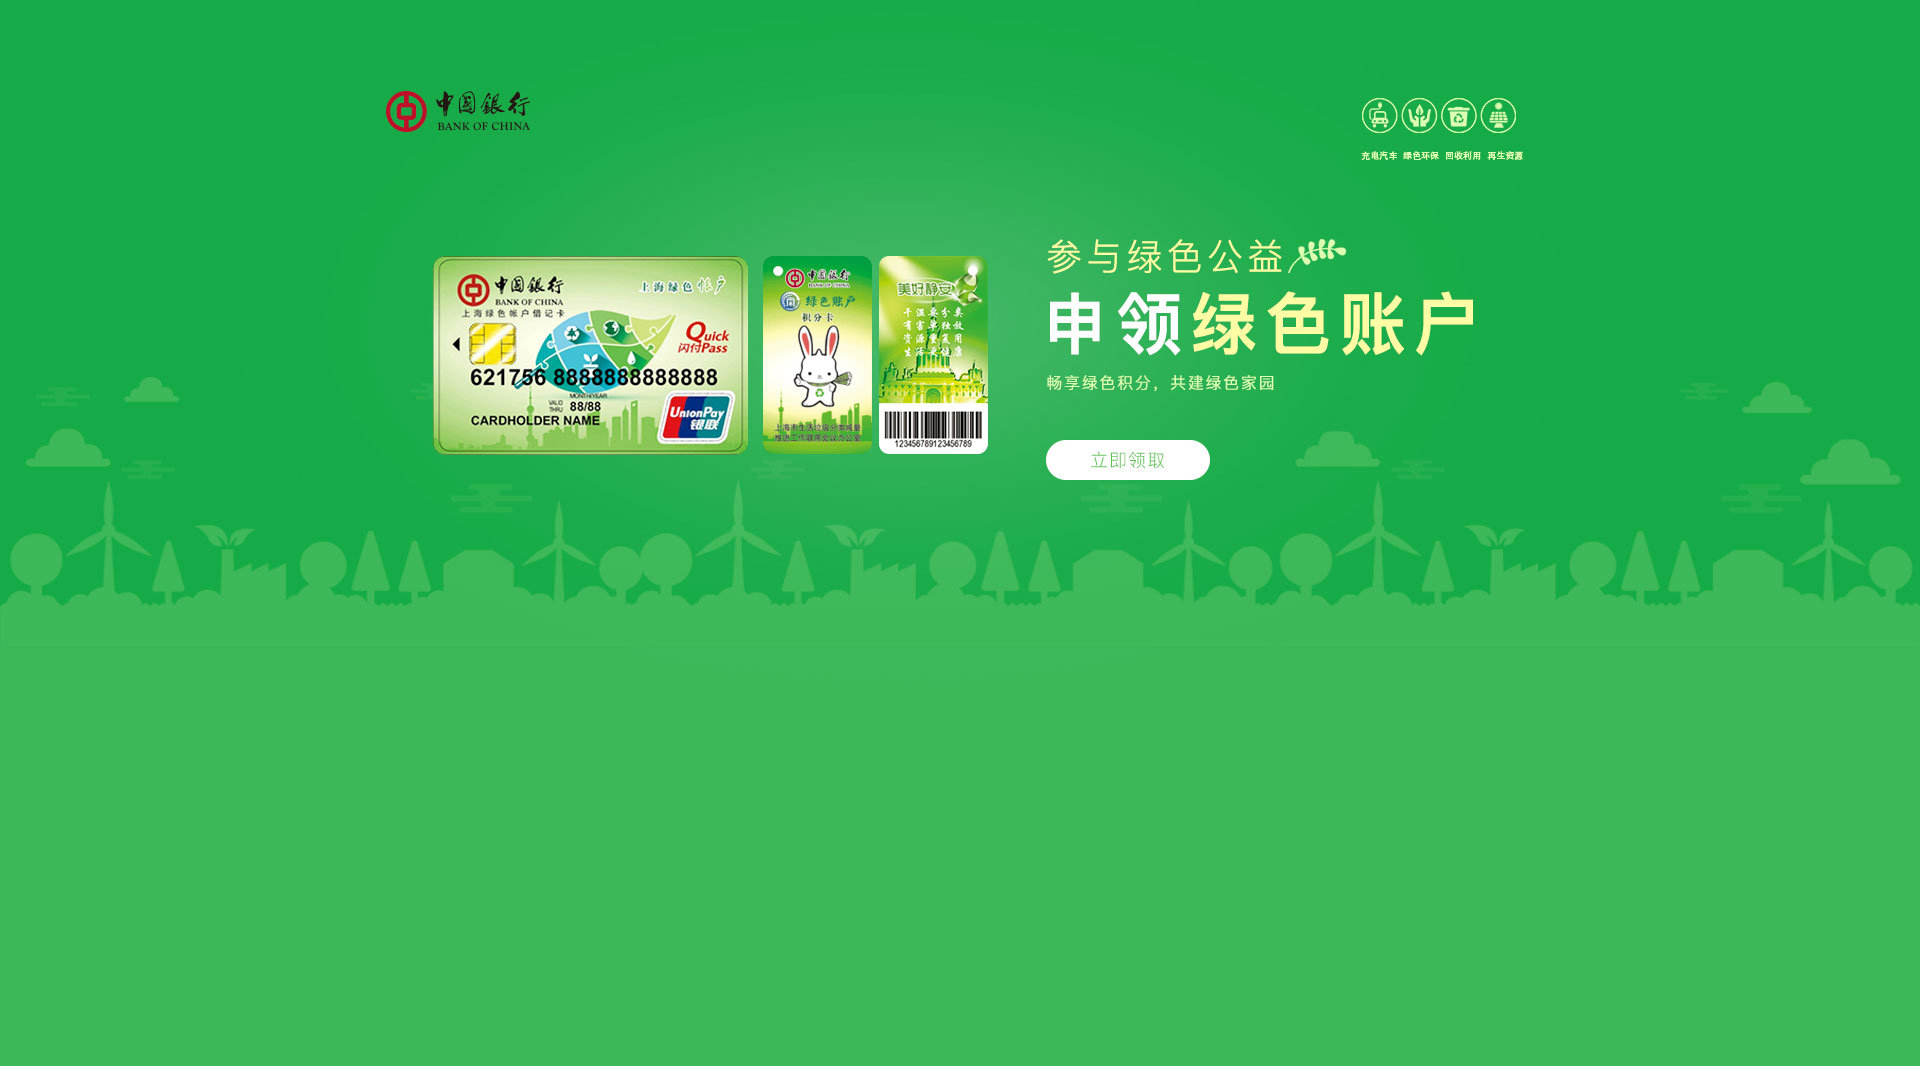 中国銀行
BANK OF CHINA
充电汽车 绿色环保 回收利用 再生资源
中国銀行
BANK OF CHINA
上海绿色帐户
上海绿色帐户借记卡
Quick
闪付Pass
621756 8888888888888
MONTH/YEAR
VALID
THRU
88/88
CARDHOLDER NAME
UnionPay
银联
中国銀行
BANK OF CHINA
绿色账户
积分卡
上海市生活垃圾分类减量
推进工作联席会议办公室
美好静安
干湿要分类
有害单独放
资源重复用
生活更健康
123456789123456789
参与绿色公益
申领绿色账户
畅享绿色积分，共建绿色家园
立即领取